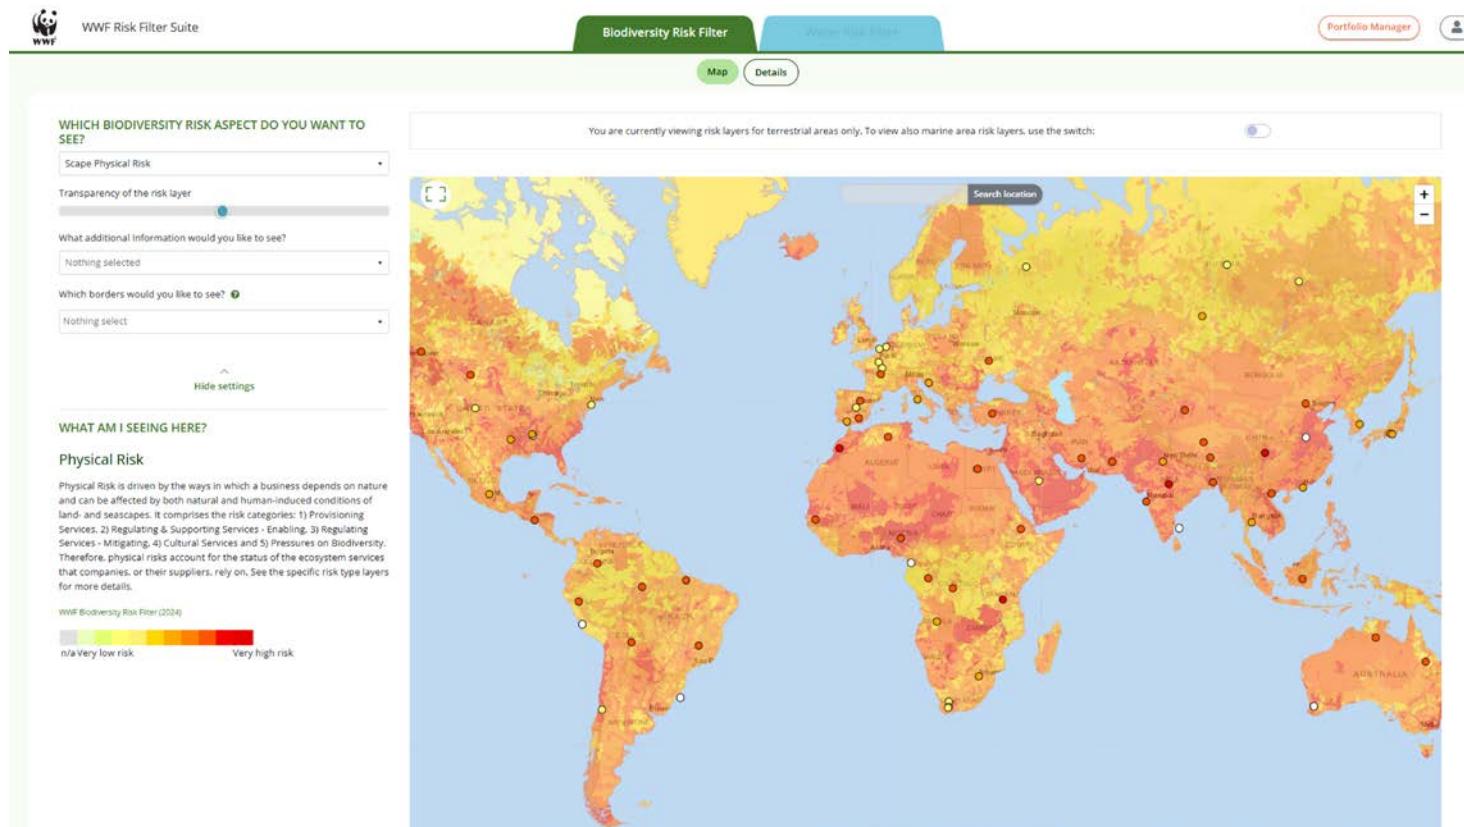 WWF
WWF Risk Filter Suite
Biodiversity Risk Filter
Water Risk Filter
Portfolio Manager
Map
Details
WHICH BIODIVERSITY RISK ASPECT DO YOU WANT TO
SEE?
Scape Physical Risk
Transparency of the risk layer
What additional information would you like to see?
Nothing selected
Which borders would you like to see?
Nothing select
Hide settings
WHAT AM I SEEING HERE?
Physical Risk
Physical Risk is driven by the ways in which a business depends on nature
and can be affected by both natural and human-induced conditions of
land- and seascapes. It comprises the risk categories: 1) Provisioning
Services, 2) Regulating & Supporting Services - Enabling, 3) Regulating
Services - Mitigating, 4) Cultural Services and 5) Pressures on Biodiversity.
Therefore, physical risks account for the status of the ecosystem services
that companies, or their suppliers, rely on. See the specific risk type layers
for more details.
WWF Biodiversity Risk Filter (2024)
n/a Very low risk
Very high risk
You are currently viewing risk layers for terrestrial areas only. To view also marine area risk layers, use the switch:
Search location
+
−
Moscow
Warsaw
ALGERIA
Baghdad
New Delhi
CHINA
MALI
CHAD
Bangkok
AUSTRALIA